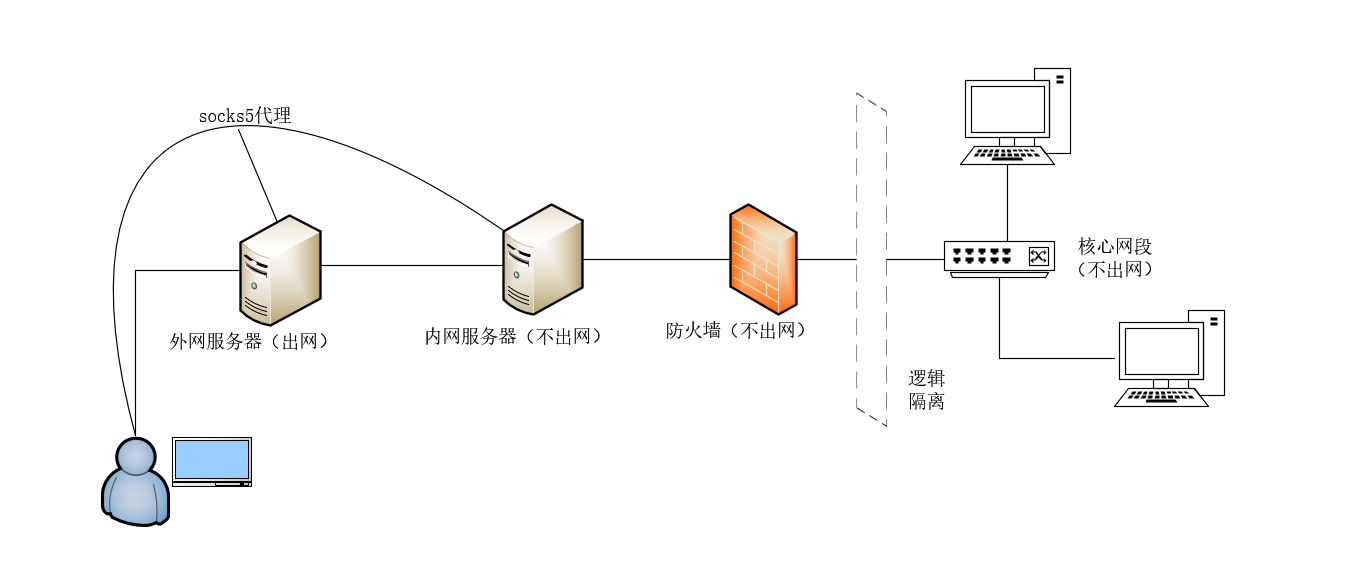 socks5代理
外网服务器（出网）
内网服务器（不出网）
防火墙（不出网）
逻辑
隔离
核心网段
（不出网）